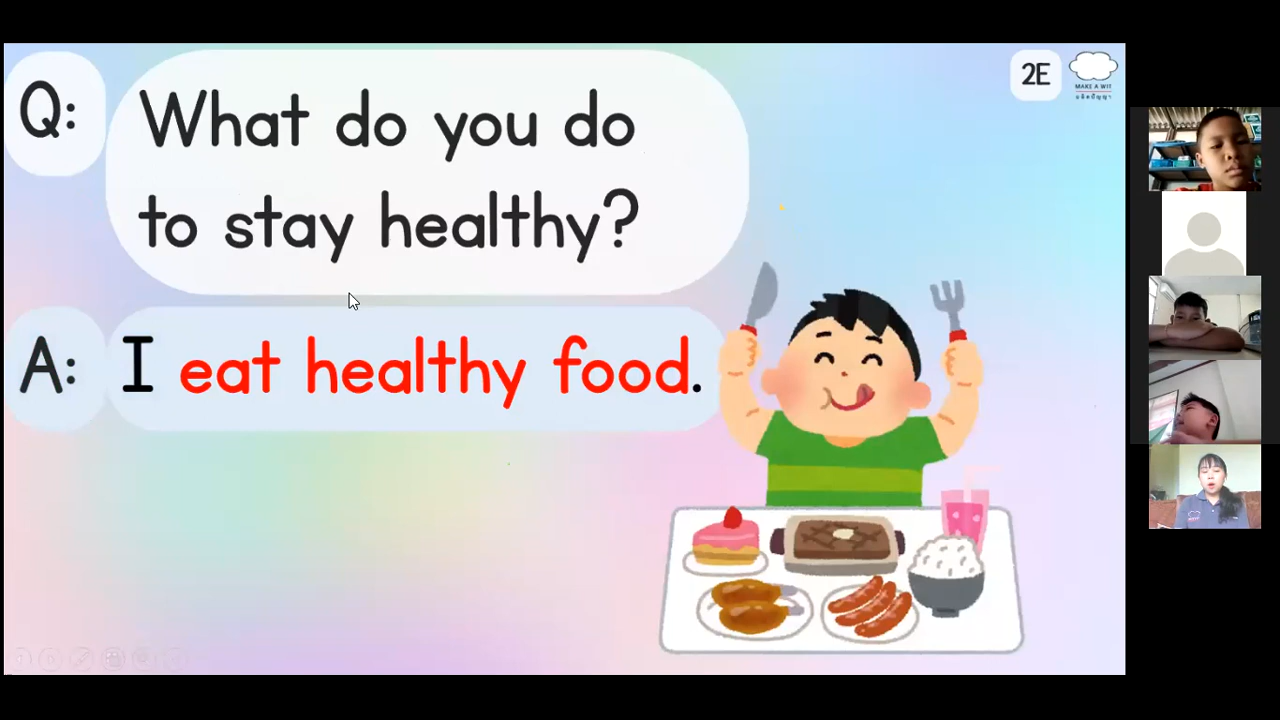 Q: What do you do
to stay healthy?
A: I eat healthy food.
2E
MAKE A WIT